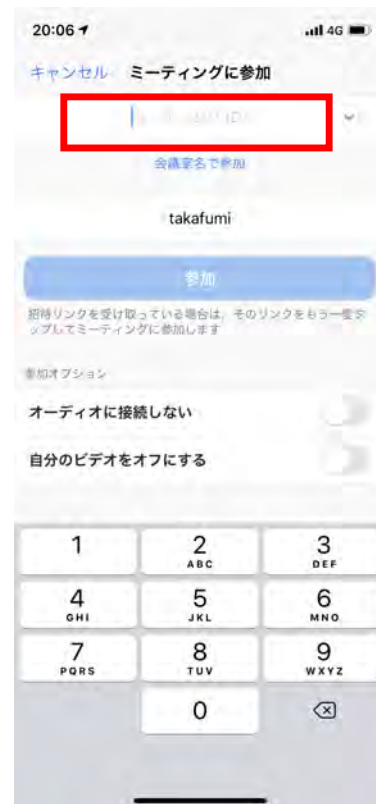 20:06
4G
キャンセル ミーティングに参加
会議室名で参加
takafumi
参加
招待リンクを受け取っている場合は、そのリンクをもう一度タ
ップしてミーティングに参加します
参加オプション
オーディオに接続しない
自分のビデオをオフにする
1 2 3
ABC DEF
4 5 6
GHI JKL MNO
7 8 9
PQRS TUV WXYZ
0